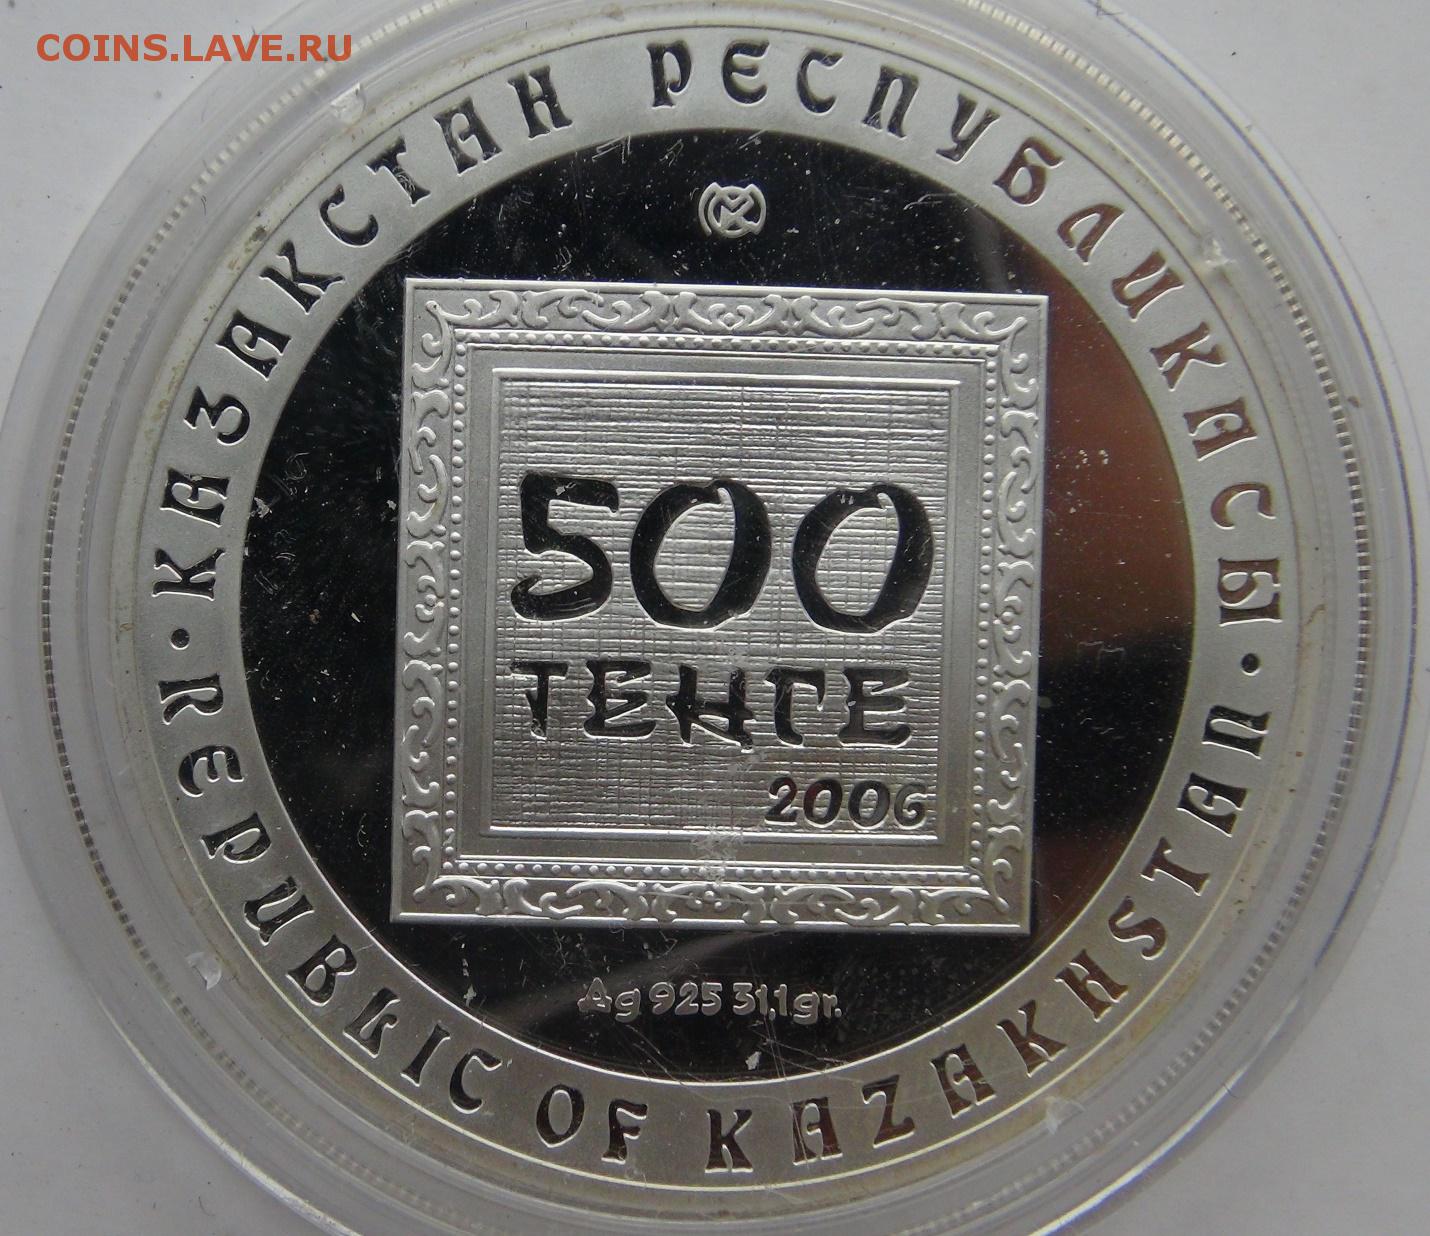 COINS.LAVE.RU
ҚАЗАҚСТАН РЕСПУБЛИКАСЫ
500
ТЕНГЕ
2006
Ag 925 31,1gr.
REPUBLIC OF KAZAKHSTAN